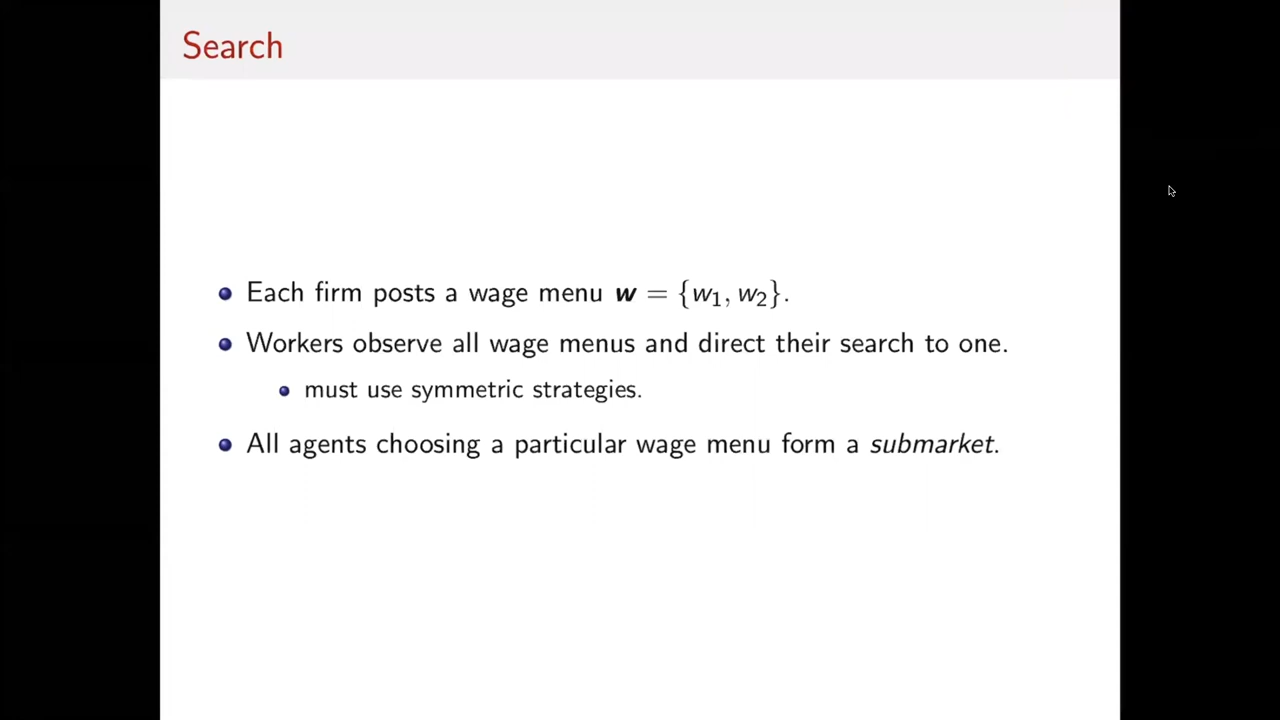 Search
Each firm posts a wage menu w = {w₁, w₂}.
Workers observe all wage menus and direct their search to one.
must use symmetric strategies.
All agents choosing a particular wage menu form a submarket.